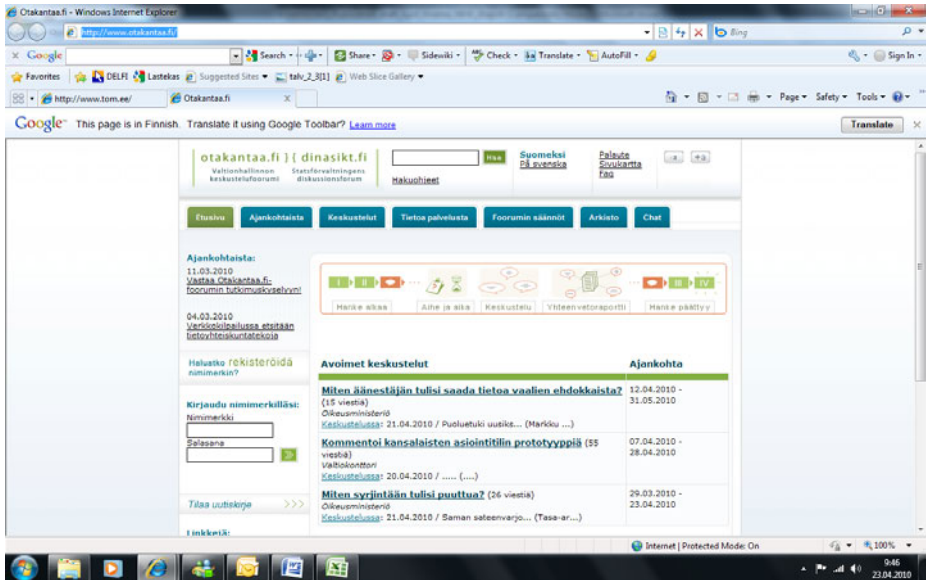 Otakantaa.fi - Windows Internet Explorer
http://www.otakantaa.fi/
Bing
Google
Search
Share
Sidewiki
Check
Translate
AutoFill
Sign In
Favorites
DELFI
Lastekas
Suggested Sites
talv_2_3[1]
Web Slice Gallery
http://www.tom.ee/
Otakantaa.fi
X
Page
Safety
Tools
Google This page is in Finnish. Translate it using Google Toolbar? Learn more
Translate
otakantaa.fi } { dinasikt.fi
Valtionhallinnon keskustelufoorumi
Statsförvaltningens diskussionsforum
Hae
Hakuohjeet
Suomeksi
På svenska
Palaute
Sivukartta
Faq
-a
+a
Etusivu
Ajankohtaista
Keskustelut
Tietoa palvelusta
Foorumin säännöt
Arkisto
Chat
Ajankohtaista:
11.03.2010
Vastaa Otakantaa.fi-
foorumin tutkimuskyselyyn!
04.03.2010
Verkkokilpailussa etsitään
tietoyhteiskuntatekoja
Haluatko rekisteröidä
nimimerkin?
Kirjaudu nimimerkilläsi:
Nimimerkki
Salasana
Tilaa uutiskirje >>>
Linkkejä:
I
II
III
IV
Hanke alkaa
Aihe ja aika
Keskustelu
Yhteenvetoraportti
Hanke päättyy
Avoimet keskustelut
Ajankohta
Miten äänestäjän tulisi saada tietoa vaalien ehdokkaista?
(15 viestiä)
12.04.2010 -
31.05.2010
Oikeusministeriö
Keskustelussa: 21.04.2010 / Puoluetuki uusiks... (Markku ...)
Kommentoi kansalaisten asiointitilin prototyyppiä (55
viestiä)
07.04.2010 -
28.04.2010
Valtiokonttori
Keskustelussa: 20.04.2010 / ..... (....)
Miten syrjintään tulisi puuttua? (26 viestiä)
29.03.2010 -
23.04.2010
Oikeusministeriö
Keskustelussa: 21.04.2010 / Saman sateenvarjo... (Tasa-ar...)
Internet | Protected Mode: On
100%
9:46
23.04.2010